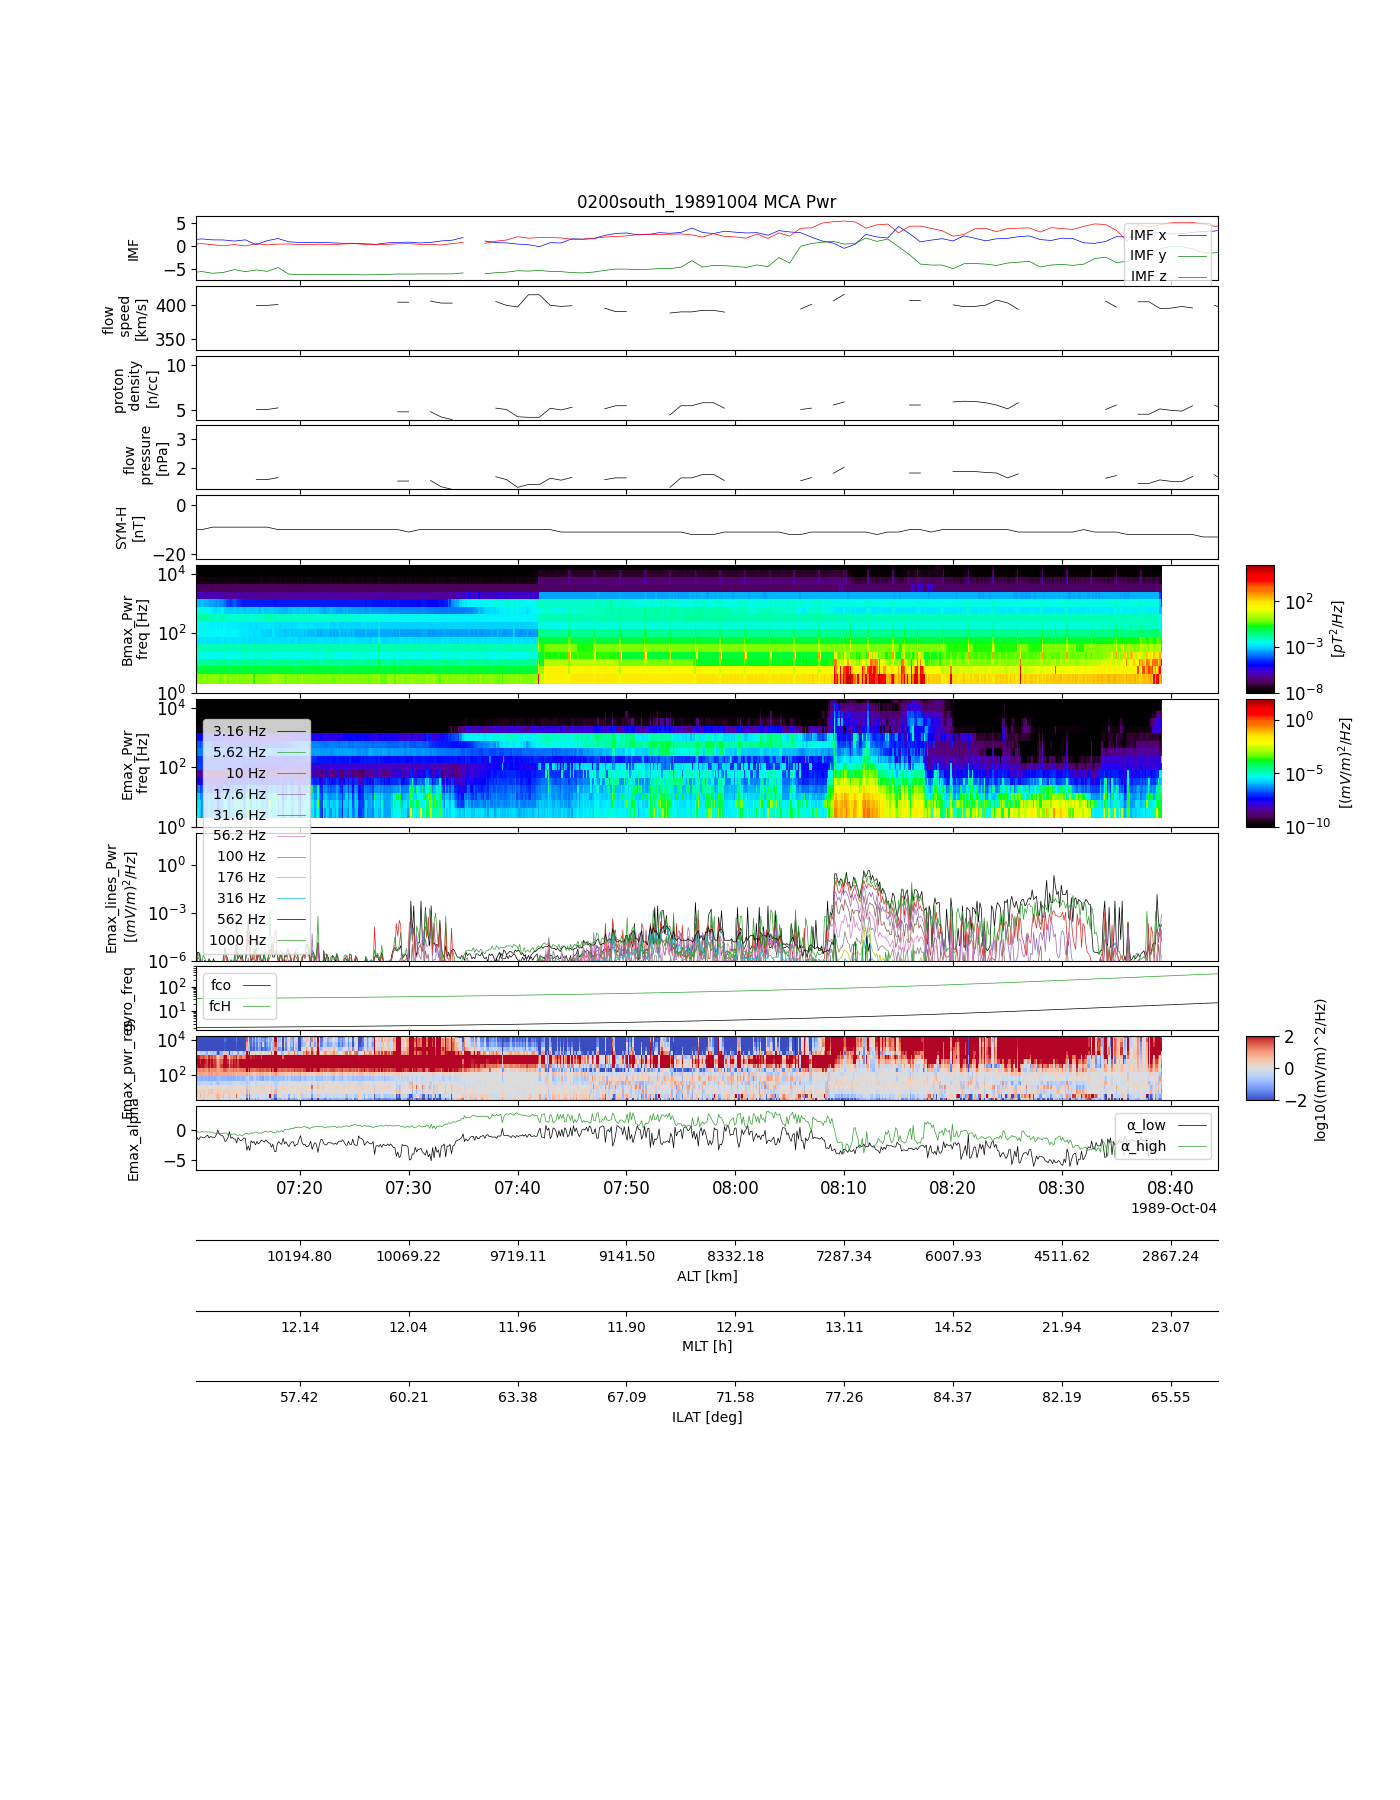 0200south_19891004 MCA Pwr
5
0
−5
IMF
IMF x
IMF y
IMF z
400
350
flow
speed
[km/s]
10
5
proton
density
[n/cc]
3
2
flow
pressure
[nPa]
0
−20
SYM-H
[nT]
10^4
10^2
10^0
Bmax_Pwr
freq [Hz]
10^2
10^−3
10^−8
[pT^2/Hz]
10^4
10^2
10^0
Emax_Pwr
freq [Hz]
10^0
10^−5
10^−10
[(mV/m)^2/Hz]
3.16 Hz
5.62 Hz
10 Hz
17.6 Hz
31.6 Hz
56.2 Hz
100 Hz
176 Hz
316 Hz
562 Hz
1000 Hz
10^0
10^−3
10^−6
Emax_lines_Pwr
[(mV/m)^2/Hz]
10^2
10^1
gyro_freq
fco
fcH
10^4
10^2
Emax_pwr_reg
2
0
−2
log10((mV/m)^2/Hz)
0
−5
Emax_alpha
α_low
α_high
07:20 07:30 07:40 07:50 08:00 08:10 08:20 08:30 08:40
1989-Oct-04
10194.80 10069.22 9719.11 9141.50 8332.18 7287.34 6007.93 4511.62 2867.24
ALT [km]
12.14 12.04 11.96 11.90 12.91 13.11 14.52 21.94 23.07
MLT [h]
57.42 60.21 63.38 67.09 71.58 77.26 84.37 82.19 65.55
ILAT [deg]